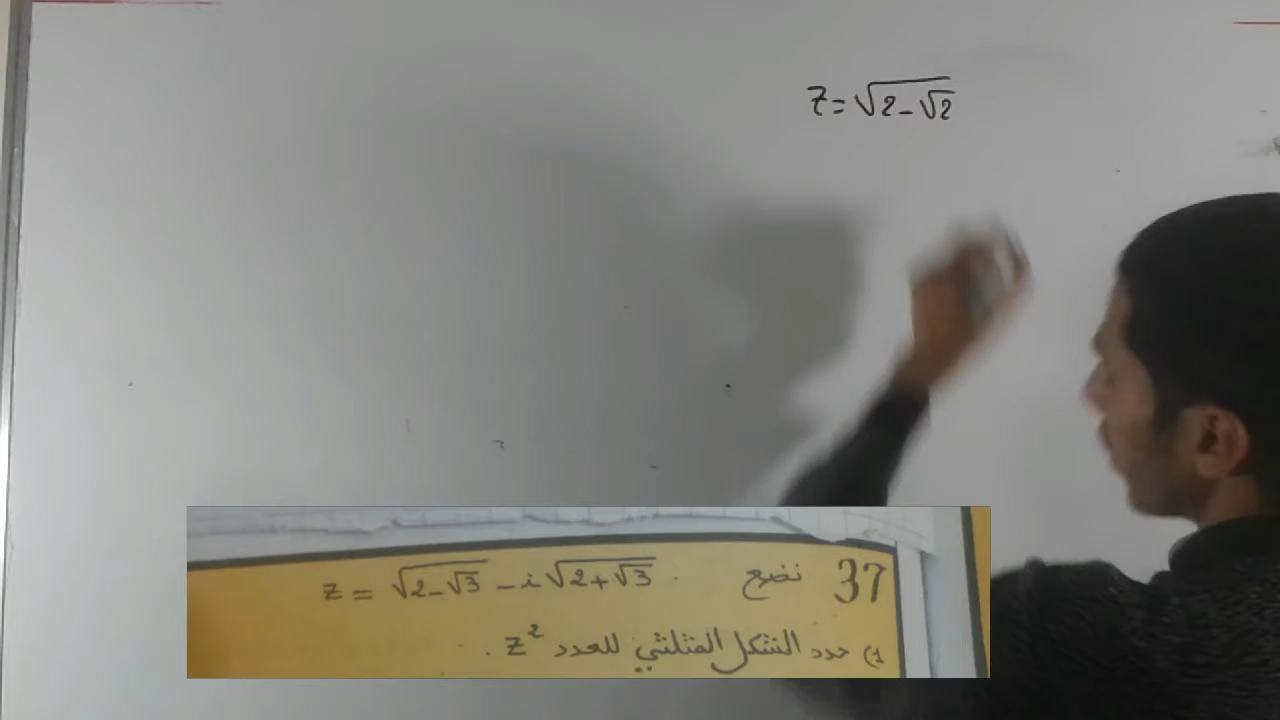 z = √(2-√2)
37 نضع z = √(2-√3) - i√(2+√3) .
1) حدد الشكل المثلثي للعدد z² .